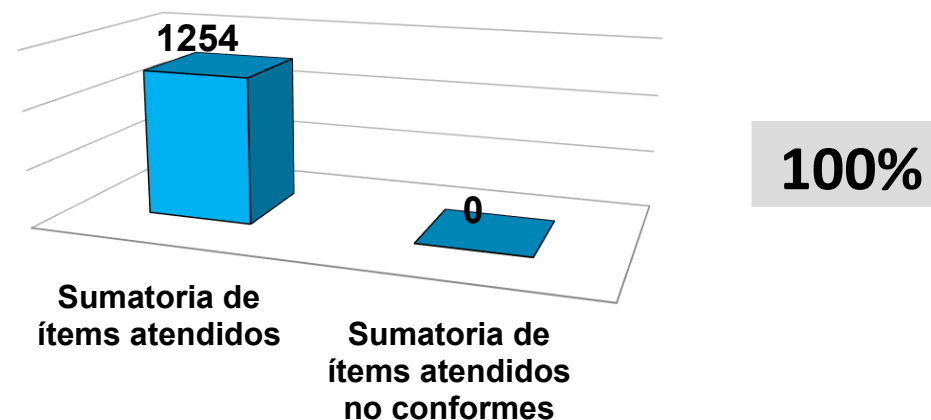 1254
100%
0
Sumatoria de
ítems atendidos
Sumatoria de
ítems atendidos
no conformes